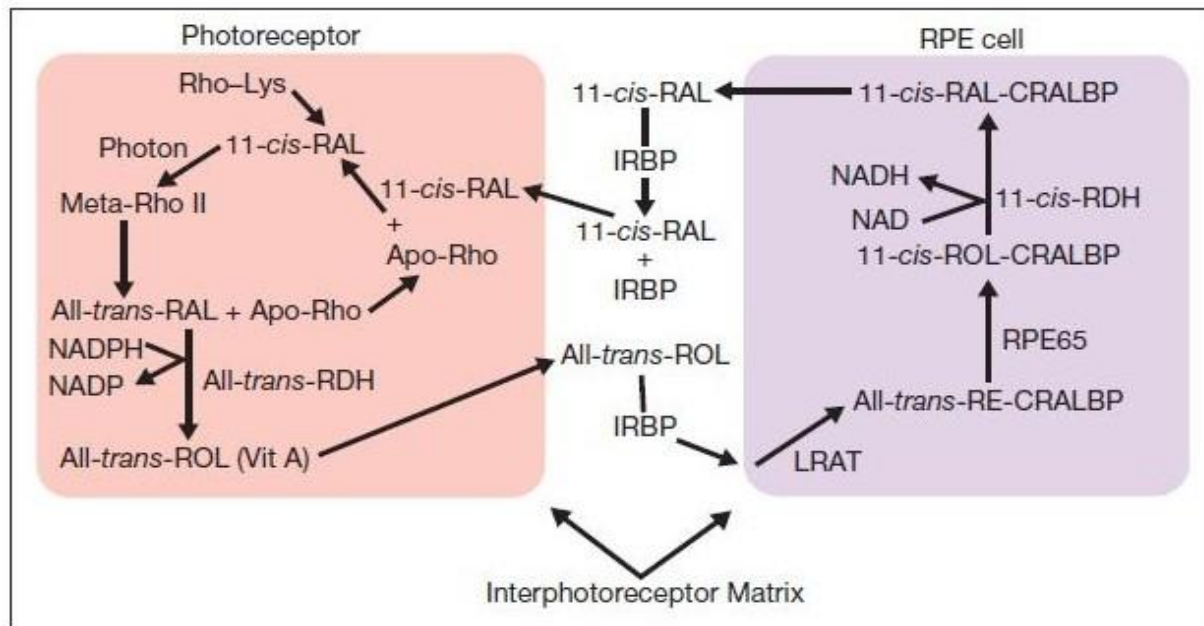 Photoreceptor
Rho–Lys
11-cis-RAL
Photon
Meta-Rho II
11-cis-RAL
+
Apo-Rho
All-trans-RAL + Apo-Rho
NADPH
NADP
All-trans-RDH
All-trans-ROL (Vit A)
11-cis-RAL
IRBP
11-cis-RAL
+
IRBP
All-trans-ROL
IRBP
RPE cell
11-cis-RAL-CRALBP
NADH
NAD
11-cis-RDH
11-cis-ROL-CRALBP
RPE65
All-trans-RE-CRALBP
LRAT
Interphotoreceptor Matrix